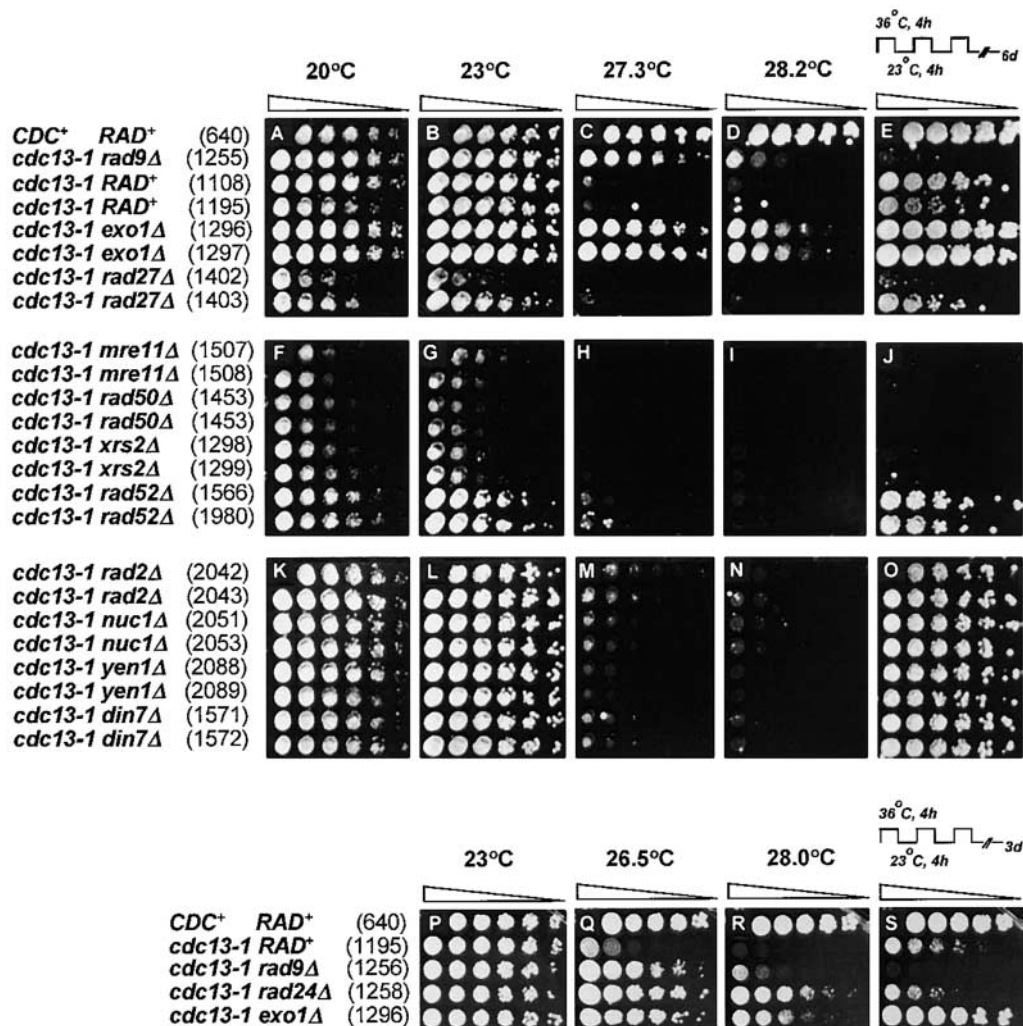 36°C, 4h
23°C, 4h
6d
20°C 23°C 27.3°C 28.2°C
A B C D E
CDC⁺ RAD⁺ (640)
cdc13-1 rad9Δ (1255)
cdc13-1 RAD⁺ (1108)
cdc13-1 RAD⁺ (1195)
cdc13-1 exo1Δ (1296)
cdc13-1 exo1Δ (1297)
cdc13-1 rad27Δ (1402)
cdc13-1 rad27Δ (1403)
F G H I J
cdc13-1 mre11Δ (1507)
cdc13-1 mre11Δ (1508)
cdc13-1 rad50Δ (1453)
cdc13-1 rad50Δ (1453)
cdc13-1 xrs2Δ (1298)
cdc13-1 xrs2Δ (1299)
cdc13-1 rad52Δ (1566)
cdc13-1 rad52Δ (1980)
K L M N O
cdc13-1 rad2Δ (2042)
cdc13-1 rad2Δ (2043)
cdc13-1 nuc1Δ (2051)
cdc13-1 nuc1Δ (2053)
cdc13-1 yen1Δ (2088)
cdc13-1 yen1Δ (2089)
cdc13-1 din7Δ (1571)
cdc13-1 din7Δ (1572)
36°C, 4h
23°C, 4h
3d
23°C 26.5°C 28.0°C
P Q R S
CDC⁺ RAD⁺ (640)
cdc13-1 RAD⁺ (1195)
cdc13-1 rad9Δ (1256)
cdc13-1 rad24Δ (1258)
cdc13-1 exo1Δ (1296)